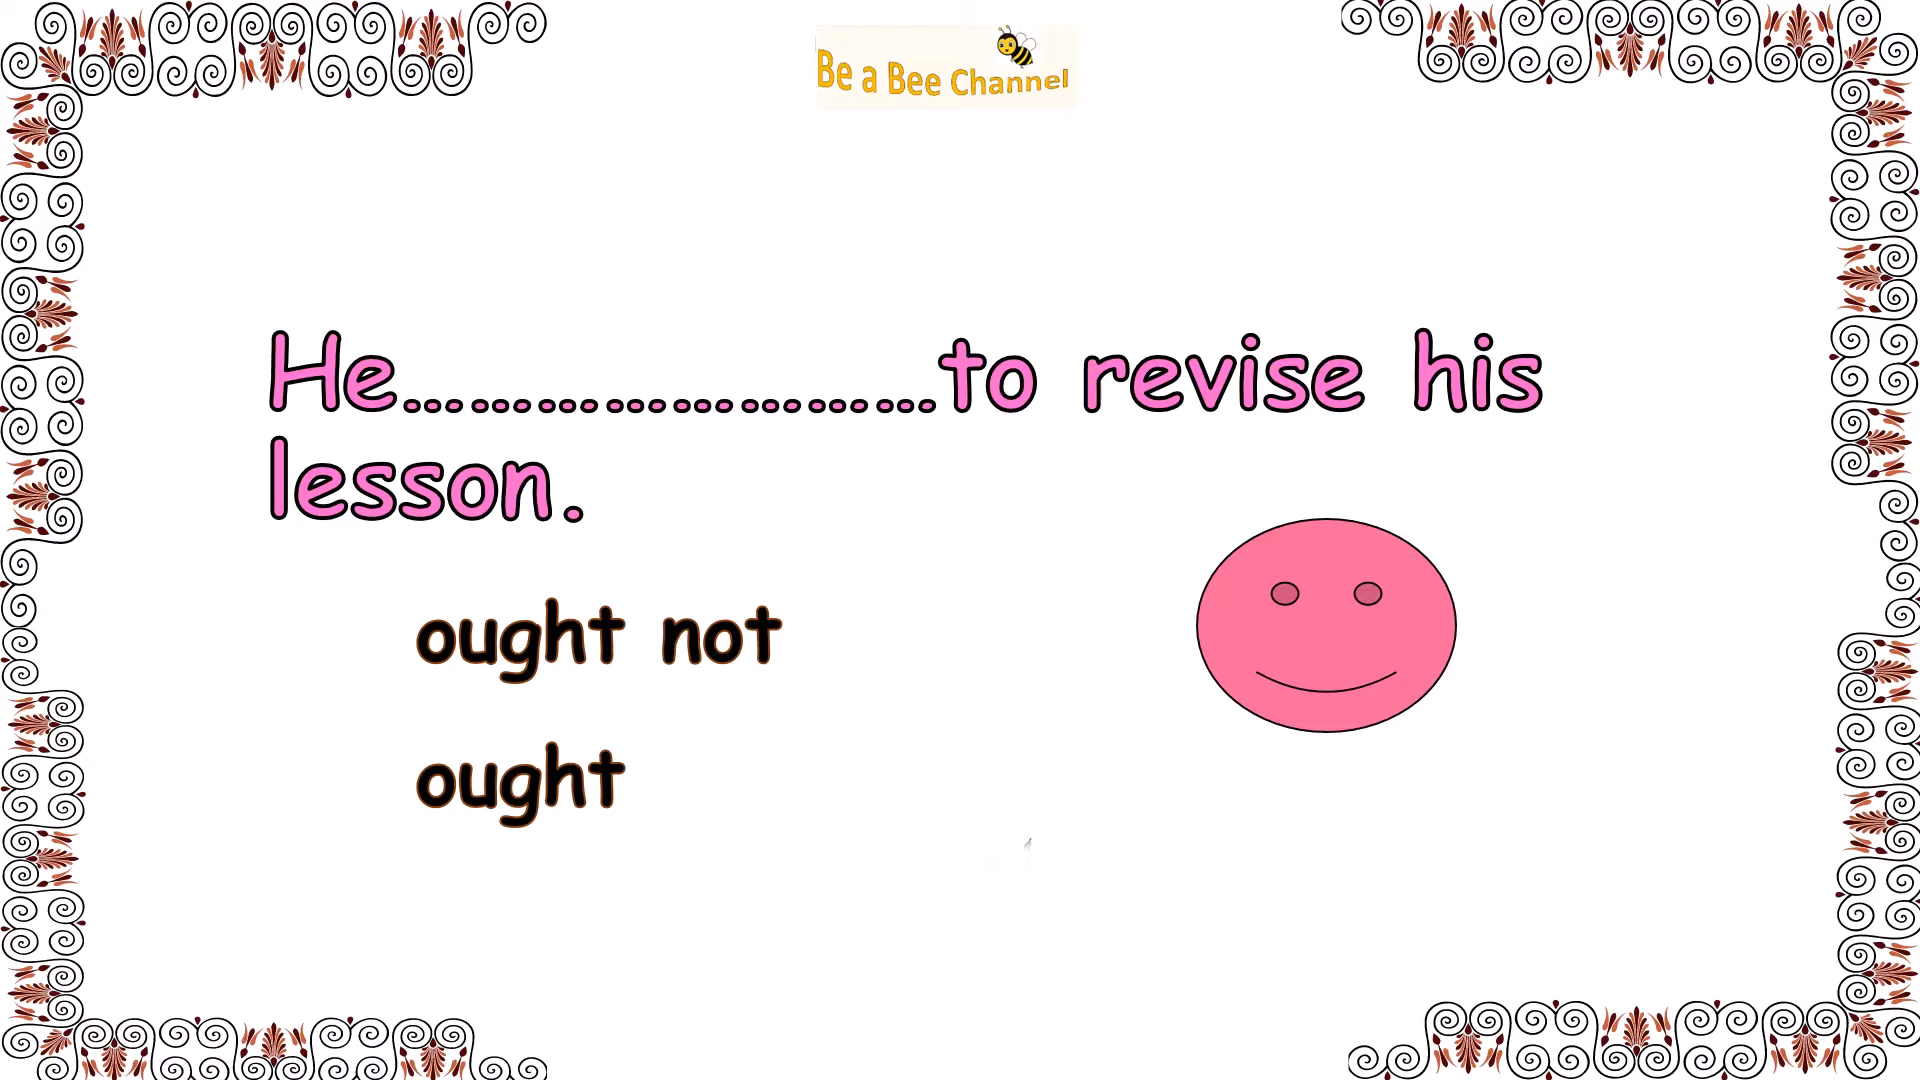 Be a Bee Channel
He........................to revise his
lesson.
ought not
ought